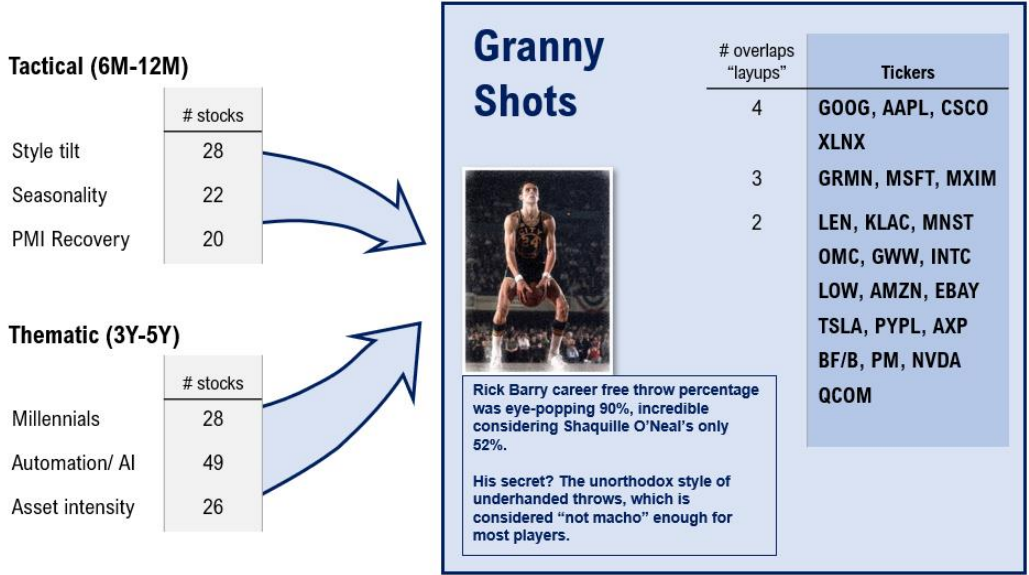 Tactical (6M-12M)
# stocks
Style tilt 28
Seasonality 22
PMI Recovery 20
Thematic (3Y-5Y)
# stocks
Millennials 28
Automation/ AI 49
Asset intensity 26
Granny
Shots
# overlaps
“layups”
Tickers
4 GOOG, AAPL, CSCO
XLNX
3 GRMN, MSFT, MXIM
2 LEN, KLAC, MNST
OMC, GWW, INTC
LOW, AMZN, EBAY
TSLA, PYPL, AXP
BF/B, PM, NVDA
QCOM
24
Rick Barry career free throw percentage
was eye-popping 90%, incredible
considering Shaquille O’Neal’s only
52%.
His secret? The unorthodox style of
underhanded throws, which is
considered “not macho” enough for
most players.